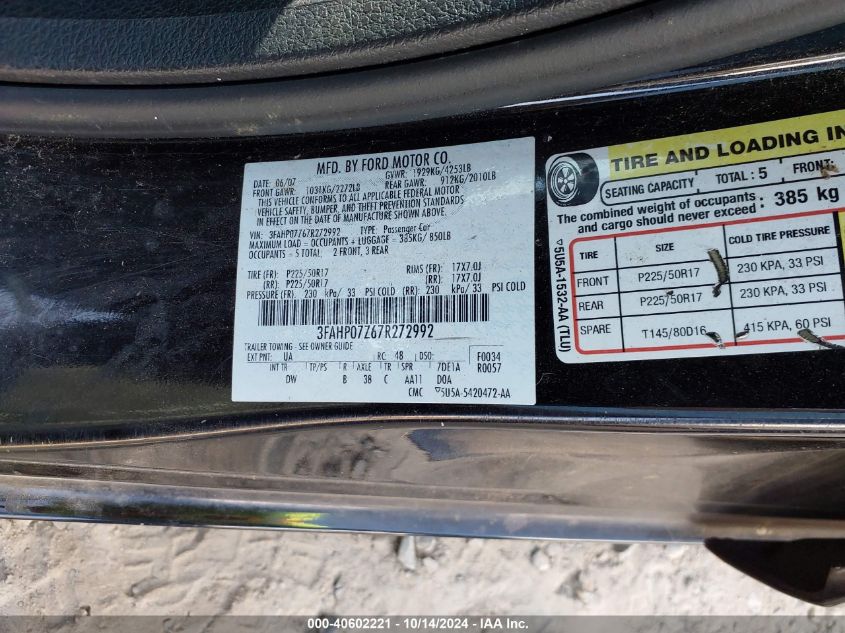 MFD. BY FORD MOTOR CO.
DATE: 06/07 GVWR: 1929KG/4253LB
FRONT GAWR: 1031KG/2272LB REAR GAWR: 912KG/2010LB
THIS VEHICLE CONFORMS TO ALL APPLICABLE FEDERAL MOTOR
VEHICLE SAFETY, BUMPER, AND THEFT PREVENTION STANDARDS
IN EFFECT ON THE DATE OF MANUFACTURE SHOWN ABOVE.
VIN: 3FAHP07Z67R272992 TYPE: Passenger Car
MAXIMUM LOAD = OCCUPANTS + LUGGAGE = 385KG/850LB
OCCUPANTS = 5 TOTAL: 2 FRONT, 3 REAR
TIRE (FR): P225/50R17 RIMS (FR): 17X7.0J
(RR): P225/50R17 (RR): 17X7.0J
PRESSURE (FR): 230 kPa/ 33 PSI COLD (RR): 230 kPa/ 33 PSI COLD
3FAHP07Z67R272992
TRAILER TOWING - SEE OWNER GUIDE
EXT PNT: UA RC: 48 DSO: F0034
INT TR TP/PS R AXLE TR SPR 7DE1A R0057
DW B 38 C AA11 D0A
CMC ▽5U5A-5420472-AA
TIRE AND LOADING IN
SEATING CAPACITY TOTAL: 5 FRONT:
The combined weight of occupants
and cargo should never exceed : 385 kg
TIRE SIZE COLD TIRE PRESSURE
FRONT P225/50R17 230 KPA, 33 PSI
REAR P225/50R17 230 KPA, 33 PSI
SPARE T145/80D16 415 KPA, 60 PSI
▽5U5A-1532-AA (TLU)
000-40602221 - 10/14/2024 - IAA Inc.